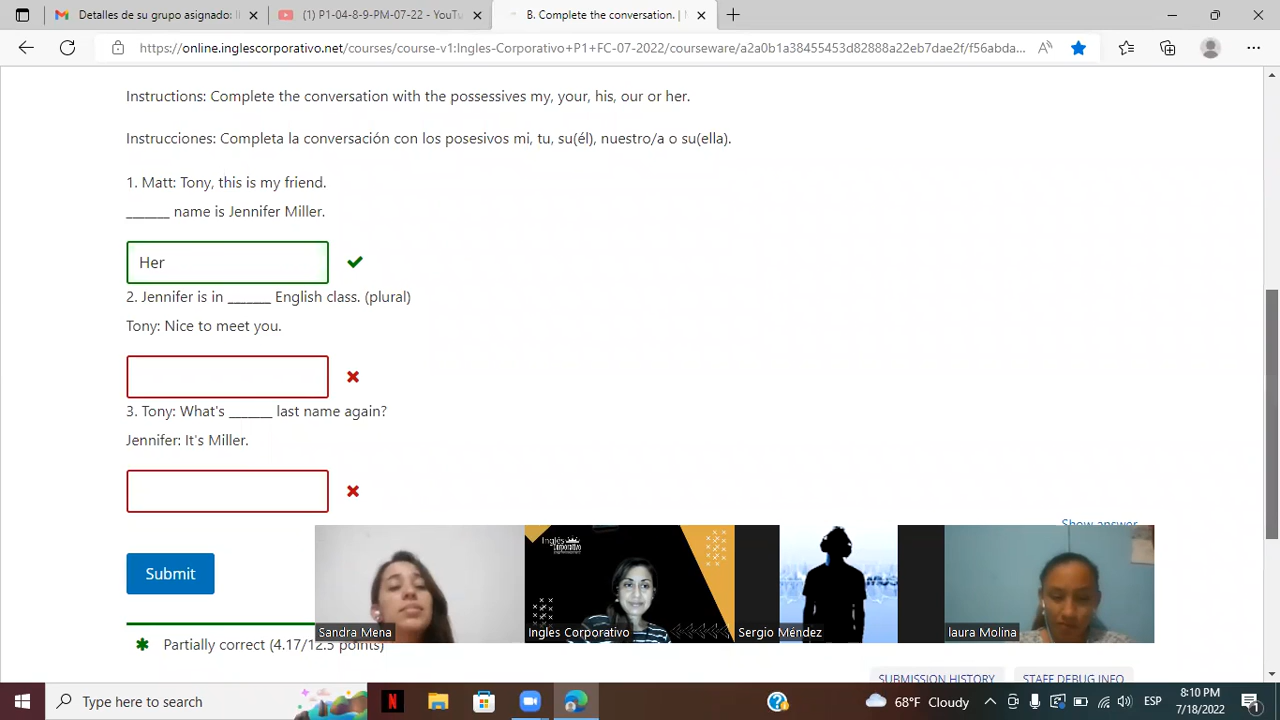 Detalles de su grupo asignado:
(1) P1-04-8-9-PM-07-22 - YouTu
B. Complete the conversation. |
https://online.inglescorporativo.net/courses/course-v1:Ingles-Corporativo+P1+FC-07-2022/courseware/a2a0b1a38455453d82888a22eb7dae2f/f56abda...
Instructions: Complete the conversation with the possessives my, your, his, our or her.
Instrucciones: Completa la conversación con los posesivos mi, tu, su(él), nuestro/a o su(ella).
1. Matt: Tony, this is my friend.
______ name is Jennifer Miller.
Her
2. Jennifer is in ______ English class. (plural)
Tony: Nice to meet you.
3. Tony: What's ______ last name again?
Jennifer: It's Miller.
Show answer
Submit
Inglés Corporativo
Sandra Mena
Ingles Corporativo
Sergio Méndez
laura Molina
Partially correct (4.17/12.5 points)
SUBMISSION HISTORY
STAFF DEBUG INFO
Type here to search
68°F Cloudy
ESP
8:10 PM
7/18/2022
1